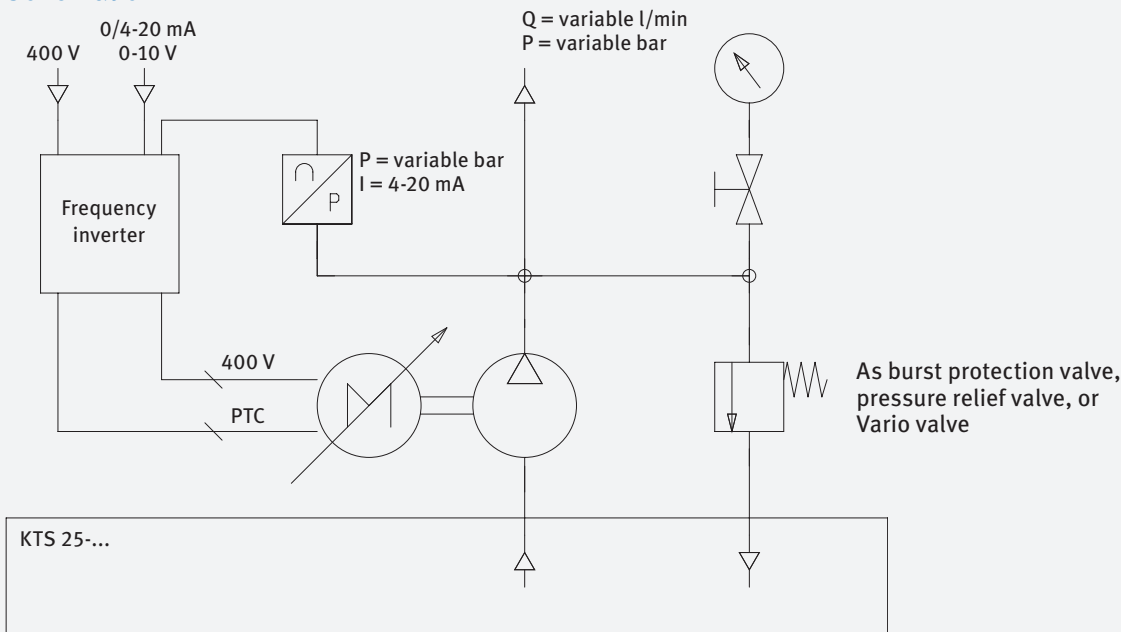 Q = variable l/min
P = variable bar
0/4-20 mA
400 V
0-10 V
P = variable bar
I = 4-20 mA
P
Frequency
inverter
400 V
M
PTC
As burst protection valve,
pressure relief valve, or
Vario valve
KTS 25-...